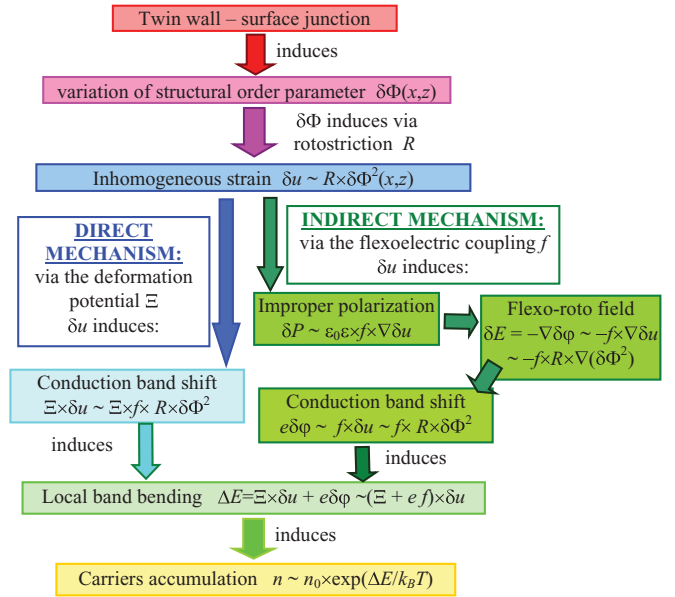 Twin wall – surface junction
induces
variation of structural order parameter δΦ(x,z)
δΦ induces via
rotostriction R
Inhomogeneous strain δu ~ R×δΦ²(x,z)
DIRECT
MECHANISM:
via the deformation
potential Ξ
δu induces:
INDIRECT MECHANISM:
via the flexoelectric coupling f
δu induces:
Improper polarization
δP ~ ε₀ε×f×∇δu
Flexo-roto field
δE = −∇δφ ~ −f×∇δu
~ −f×R×∇(δΦ²)
Conduction band shift
Ξ×δu ~ Ξ×f× R×δΦ²
Conduction band shift
eδφ ~ f×δu ~ f× R×δΦ²
induces
induces
Local band bending ΔE=Ξ×δu + eδφ ~(Ξ + e f)×δu
induces
Carriers accumulation n ~ n₀×exp(ΔE/k_BT)